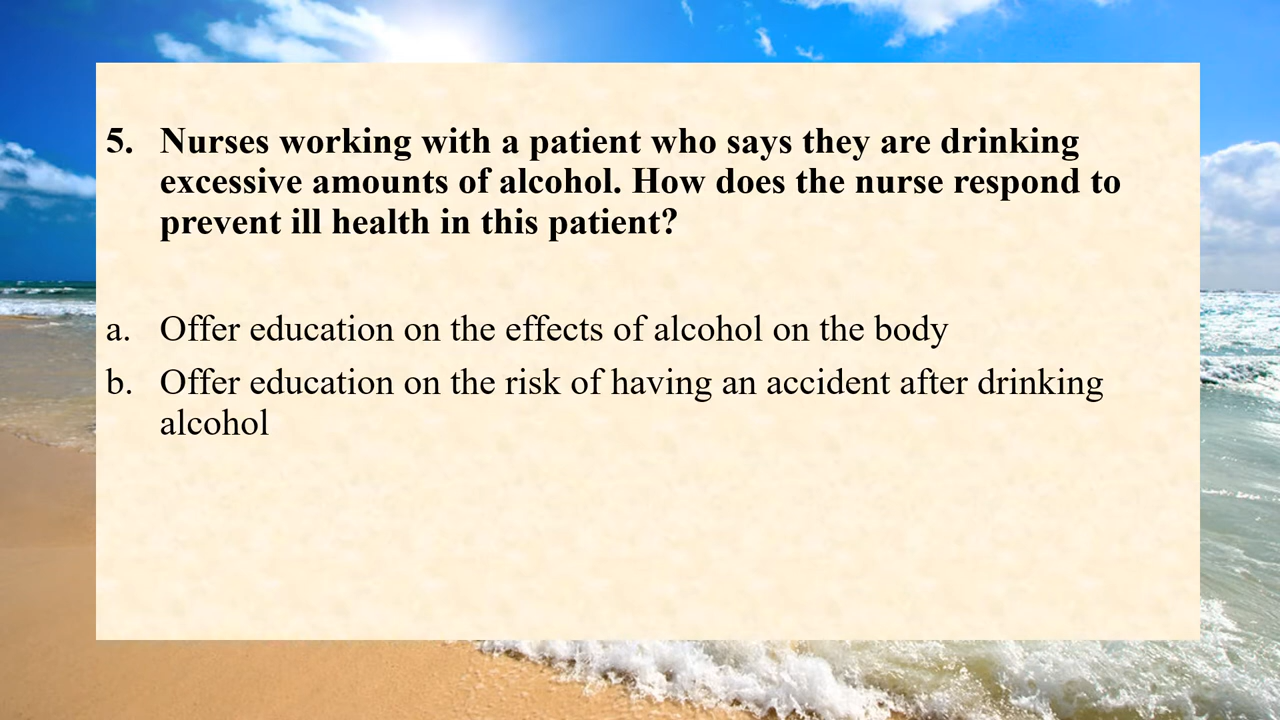 5. Nurses working with a patient who says they are drinking
excessive amounts of alcohol. How does the nurse respond to
prevent ill health in this patient?
a. Offer education on the effects of alcohol on the body
b. Offer education on the risk of having an accident after drinking
alcohol